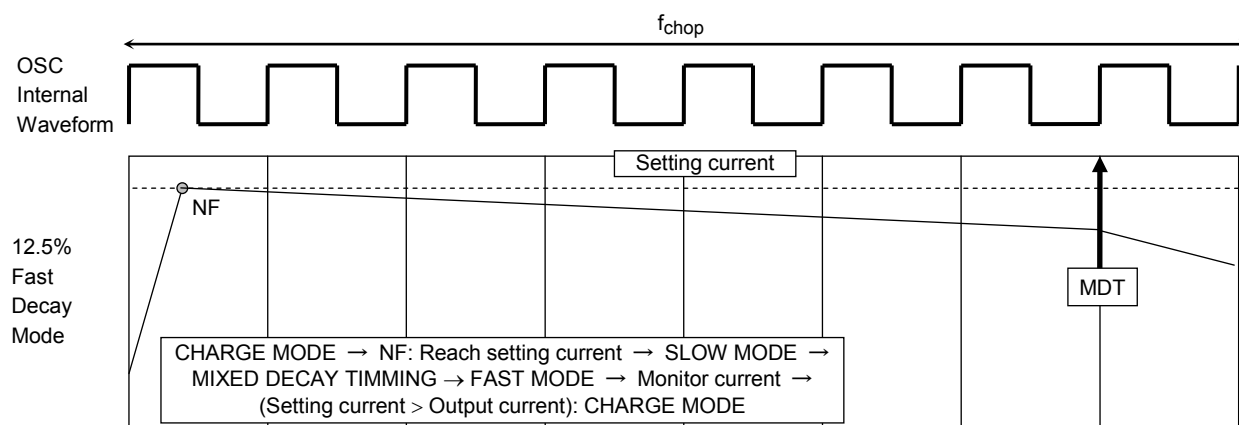 fchop
OSC
Internal
Waveform
Setting current
NF
12.5%
Fast
Decay
Mode
MDT
CHARGE MODE → NF: Reach setting current → SLOW MODE →
MIXED DECAY TIMMING → FAST MODE → Monitor current →
(Setting current > Output current): CHARGE MODE